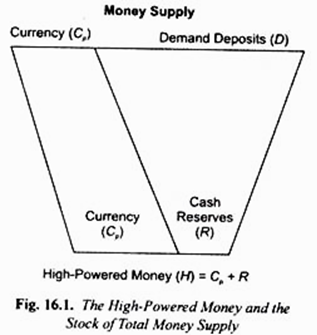 Money Supply
Currency (Cₚ) Demand Deposits (D)
Currency (Cₚ)
Cash Reserves (R)
High-Powered Money (H) = Cₚ + R
Fig. 16.1. The High-Powered Money and the
Stock of Total Money Supply